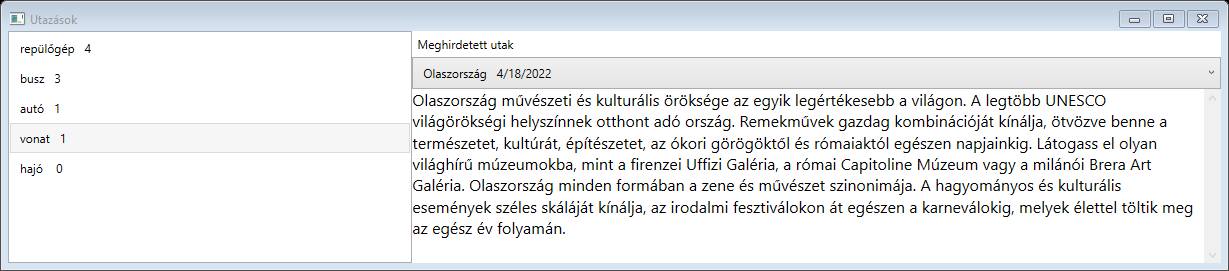 Utazások
repülőgép 4
busz 3
autó 1
vonat 1
hajó 0
Meghirdetett utak
Olaszország 4/18/2022
Olaszország művészeti és kulturális öröksége az egyik legértékesebb a világon. A legtöbb UNESCO
világörökségi helyszínnek otthont adó ország. Remekművek gazdag kombinációját kínálja, ötvözve benne a
természetet, kultúrát, építészetet, az ókori görögöktől és rómaiaktól egészen napjainkig. Látogass el olyan
világhírű múzeumokba, mint a firenzei Uffizi Galéria, a római Capitoline Múzeum vagy a milánói Brera Art
Galéria. Olaszország minden formában a zene és művészet szinonimája. A hagyományos és kulturális
események széles skáláját kínálja, az irodalmi fesztiválokon át egészen a karneválokig, melyek élettel töltik meg
az egész év folyamán.